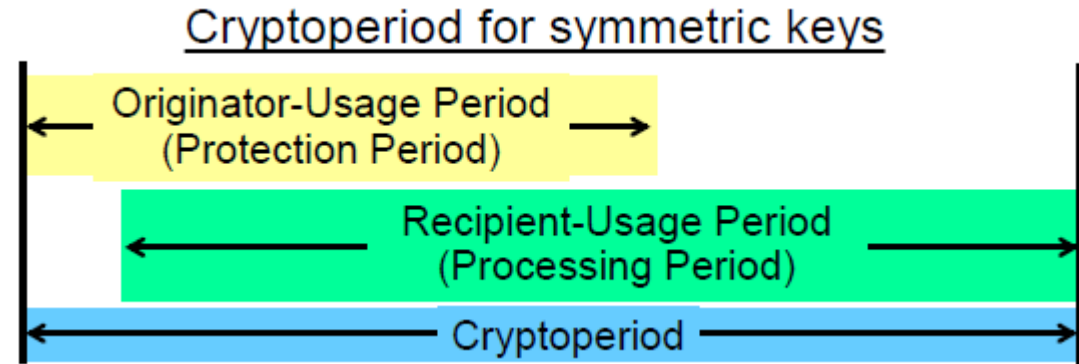 Cryptoperiod for symmetric keys
Originator-Usage Period
(Protection Period)
Recipient-Usage Period
(Processing Period)
Cryptoperiod